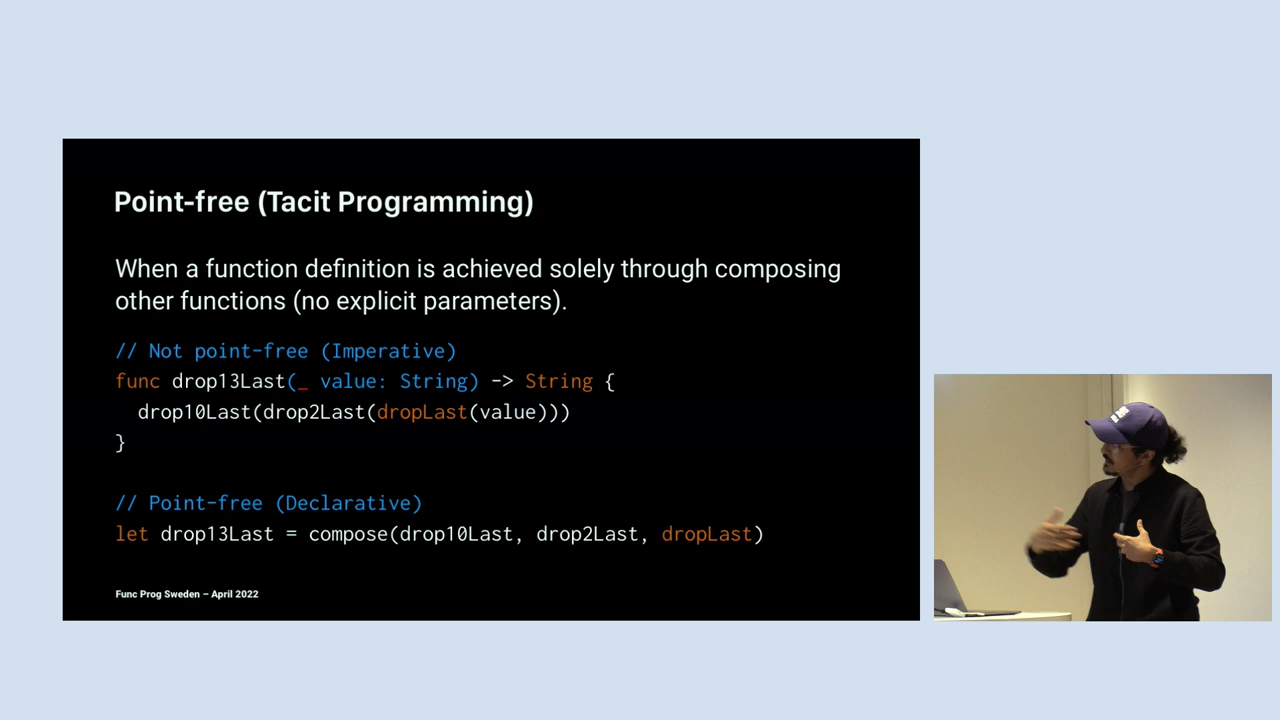 Point-free (Tacit Programming)
When a function definition is achieved solely through composing
other functions (no explicit parameters).
// Not point-free (Imperative)
func drop13Last(_ value: String) -> String {
  drop10Last(drop2Last(dropLast(value)))
}
// Point-free (Declarative)
let drop13Last = compose(drop10Last, drop2Last, dropLast)
Func Prog Sweden – April 2022